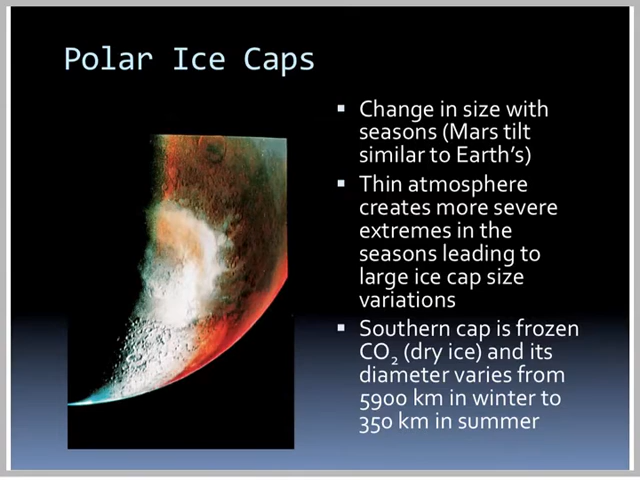 Polar Ice Caps
▪ Change in size with
seasons (Mars tilt
similar to Earth's)
▪ Thin atmosphere
creates more severe
extremes in the
seasons leading to
large ice cap size
variations
▪ Southern cap is frozen
CO₂ (dry ice) and its
diameter varies from
5900 km in winter to
350 km in summer